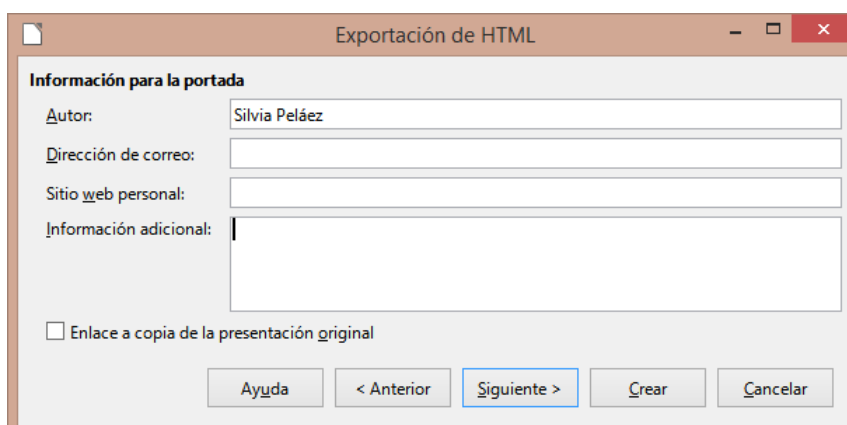 Exportación de HTML
Información para la portada
Autor: Silvia Peláez
Dirección de correo:
Sitio web personal:
Información adicional:
Enlace a copia de la presentación original
Ayuda < Anterior Siguiente > Crear Cancelar